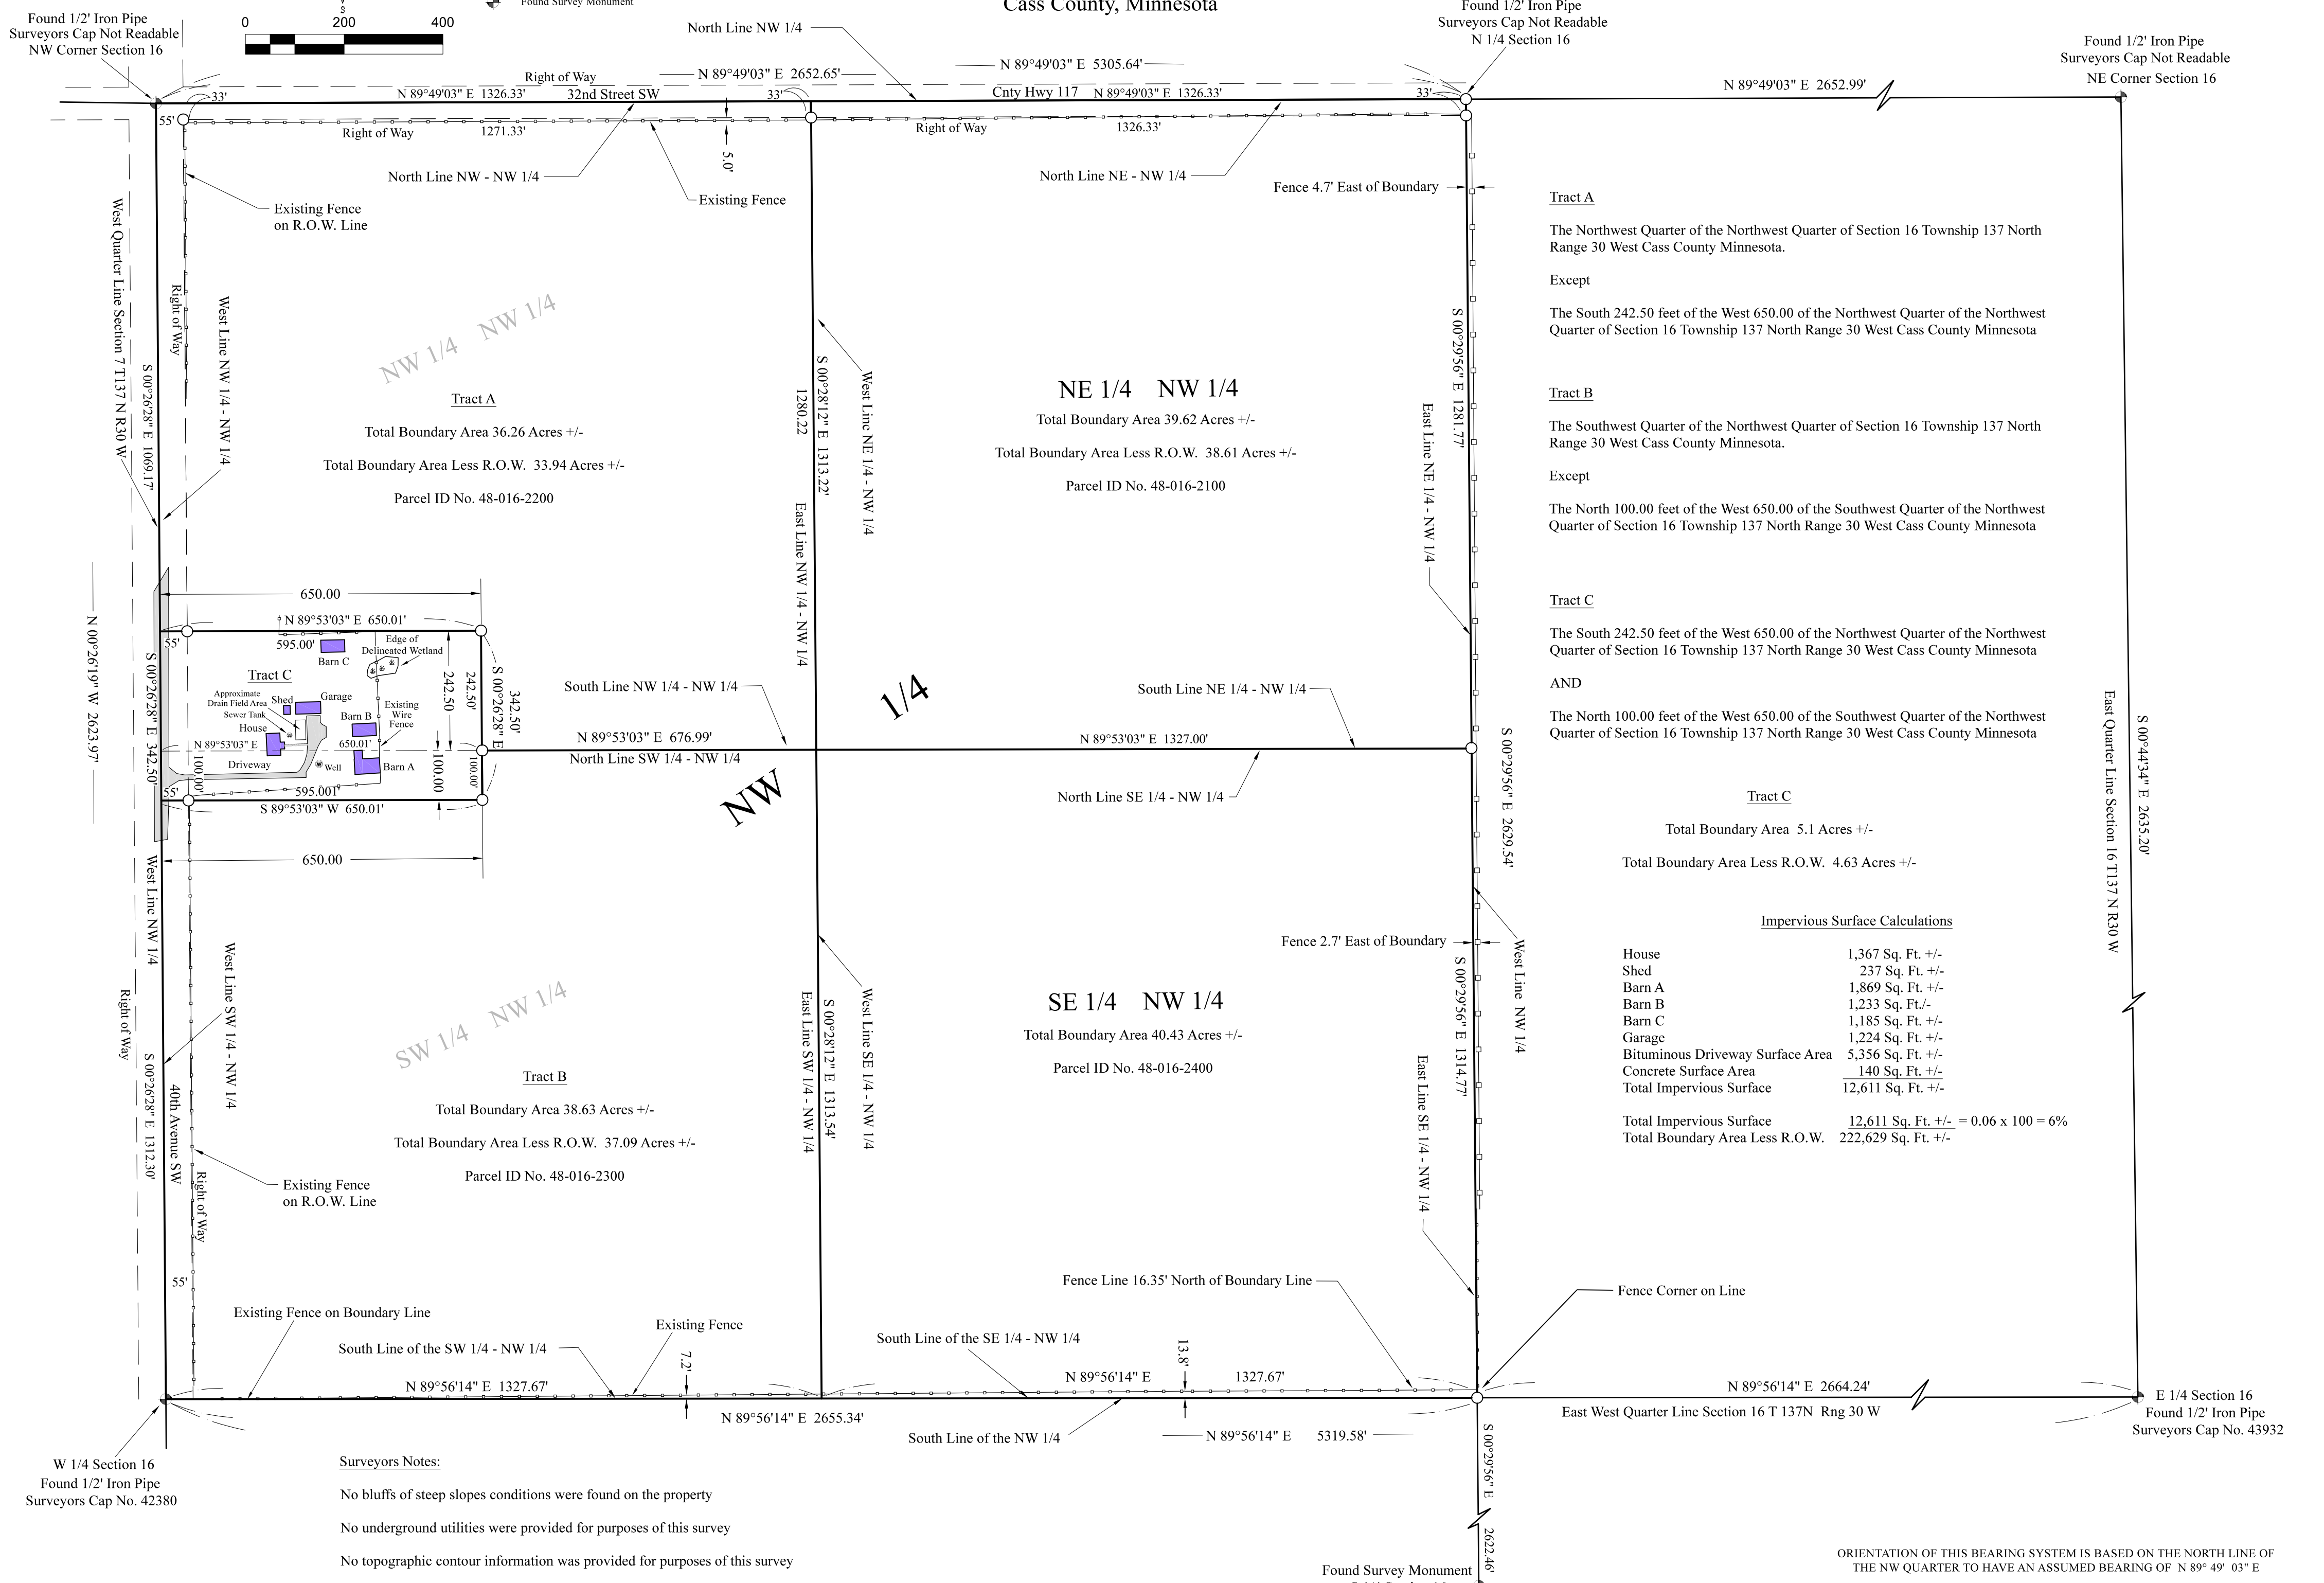 Cass County, Minnesota
Found Survey Monument
S
0 200 400
Found 1/2' Iron Pipe
Surveyors Cap Not Readable
NW Corner Section 16
North Line NW 1/4
Found 1/2' Iron Pipe
Surveyors Cap Not Readable
N 1/4 Section 16
Found 1/2' Iron Pipe
Surveyors Cap Not Readable
NE Corner Section 16
Right of Way
N 89°49'03" E 2652.65'
N 89°49'03" E 5305.64'
N 89°49'03" E 2652.99'
33'
N 89°49'03" E 1326.33'
32nd Street SW
33'
Cnty Hwy 117
N 89°49'03" E 1326.33'
33'
55'
Right of Way
1271.33'
Right of Way
1326.33'
5.0'
North Line NW - NW 1/4
Existing Fence
North Line NE - NW 1/4
Fence 4.7' East of Boundary
Existing Fence
on R.O.W. Line
West Quarter Line Section 7 T137 N R30 W
S 00°26'28" E 1069.17'
Right of Way
West Line NW 1/4 - NW 1/4
NW 1/4 NW 1/4
Tract A
Total Boundary Area 36.26 Acres +/-
Total Boundary Area Less R.O.W. 33.94 Acres +/-
Parcel ID No. 48-016-2200
1280.22
S 00°28'12" E 1313.22'
West Line NE 1/4 - NW 1/4
East Line NW 1/4 - NW 1/4
NE 1/4 NW 1/4
Total Boundary Area 39.62 Acres +/-
Total Boundary Area Less R.O.W. 38.61 Acres +/-
Parcel ID No. 48-016-2100
S 00°29'56" E 1281.77'
East Line NE 1/4 - NW 1/4
Tract A
The Northwest Quarter of the Northwest Quarter of Section 16 Township 137 North
Range 30 West Cass County Minnesota.
Except
The South 242.50 feet of the West 650.00 of the Northwest Quarter of the Northwest
Quarter of Section 16 Township 137 North Range 30 West Cass County Minnesota
Tract B
The Southwest Quarter of the Northwest Quarter of Section 16 Township 137 North
Range 30 West Cass County Minnesota.
Except
The North 100.00 feet of the West 650.00 of the Southwest Quarter of the Northwest
Quarter of Section 16 Township 137 North Range 30 West Cass County Minnesota
Tract C
The South 242.50 feet of the West 650.00 of the Northwest Quarter of the Northwest
Quarter of Section 16 Township 137 North Range 30 West Cass County Minnesota
AND
The North 100.00 feet of the West 650.00 of the Southwest Quarter of the Northwest
Quarter of Section 16 Township 137 North Range 30 West Cass County Minnesota
N 00°26'19" W 2623.97'
650.00
N 89°53'03" E 650.01'
55'
595.00'
Barn C
Edge of
Delineated Wetland
Tract C
Approximate
Drain Field Area
Sewer Tank
Shed
Garage
House
Barn B
Existing
Wire
Fence
N 89°53'03" E
650.01'
Driveway
Well
Barn A
100.00'
595.001'
55'
S 89°53'03" W 650.01'
650.00
S 00°26'28" E 342.50'
242.50
242.50'
100.00
100.00'
S 00°26'28" E
342.50'
South Line NW 1/4 - NW 1/4
N 89°53'03" E 676.99'
North Line SW 1/4 - NW 1/4
1/4
NW
South Line NE 1/4 - NW 1/4
N 89°53'03" E 1327.00'
North Line SE 1/4 - NW 1/4
S 00°29'56" E 2629.54'
East Quarter Line Section 16 T137 N R30 W
S 00°44'34" E 2635.20'
Tract C
Total Boundary Area 5.1 Acres +/-
Total Boundary Area Less R.O.W. 4.63 Acres +/-
Impervious Surface Calculations
House 1,367 Sq. Ft. +/-
Shed 237 Sq. Ft. +/-
Barn A 1,869 Sq. Ft. +/-
Barn B 1,233 Sq. Ft./-
Barn C 1,185 Sq. Ft. +/-
Garage 1,224 Sq. Ft. +/-
Bituminous Driveway Surface Area 5,356 Sq. Ft. +/-
Concrete Surface Area 140 Sq. Ft. +/-
Total Impervious Surface 12,611 Sq. Ft. +/-
Total Impervious Surface 12,611 Sq. Ft. +/- = 0.06 x 100 = 6%
Total Boundary Area Less R.O.W. 222,629 Sq. Ft. +/-
West Line NW 1/4
Right of Way
S 00°26'28" E 1312.30'
40th Avenue SW
West Line SW 1/4 - NW 1/4
Right of Way
55'
SW 1/4 NW 1/4
Tract B
Total Boundary Area 38.63 Acres +/-
Total Boundary Area Less R.O.W. 37.09 Acres +/-
Parcel ID No. 48-016-2300
Existing Fence
on R.O.W. Line
East Line SW 1/4 - NW 1/4
S 00°28'12" E 1313.54'
West Line SE 1/4 - NW 1/4
Fence 2.7' East of Boundary
SE 1/4 NW 1/4
Total Boundary Area 40.43 Acres +/-
Parcel ID No. 48-016-2400
S 00°29'56" E 1314.77'
West Line NW 1/4
East Line SE 1/4 - NW 1/4
Fence Line 16.35' North of Boundary Line
Fence Corner on Line
Existing Fence on Boundary Line
South Line of the SW 1/4 - NW 1/4
Existing Fence
7.2'
South Line of the SE 1/4 - NW 1/4
13.8'
N 89°56'14" E 1327.67'
N 89°56'14" E 1327.67'
N 89°56'14" E 2664.24'
N 89°56'14" E 2655.34'
South Line of the NW 1/4
N 89°56'14" E 5319.58'
East West Quarter Line Section 16 T 137N Rng 30 W
E 1/4 Section 16
Found 1/2' Iron Pipe
Surveyors Cap No. 43932
W 1/4 Section 16
Found 1/2' Iron Pipe
Surveyors Cap No. 42380
S 00°29'56" E
2622.46'
Surveyors Notes:
No bluffs of steep slopes conditions were found on the property
No underground utilities were provided for purposes of this survey
No topographic contour information was provided for purposes of this survey
Found Survey Monument
ORIENTATION OF THIS BEARING SYSTEM IS BASED ON THE NORTH LINE OF
THE NW QUARTER TO HAVE AN ASSUMED BEARING OF N 89° 49' 03" E